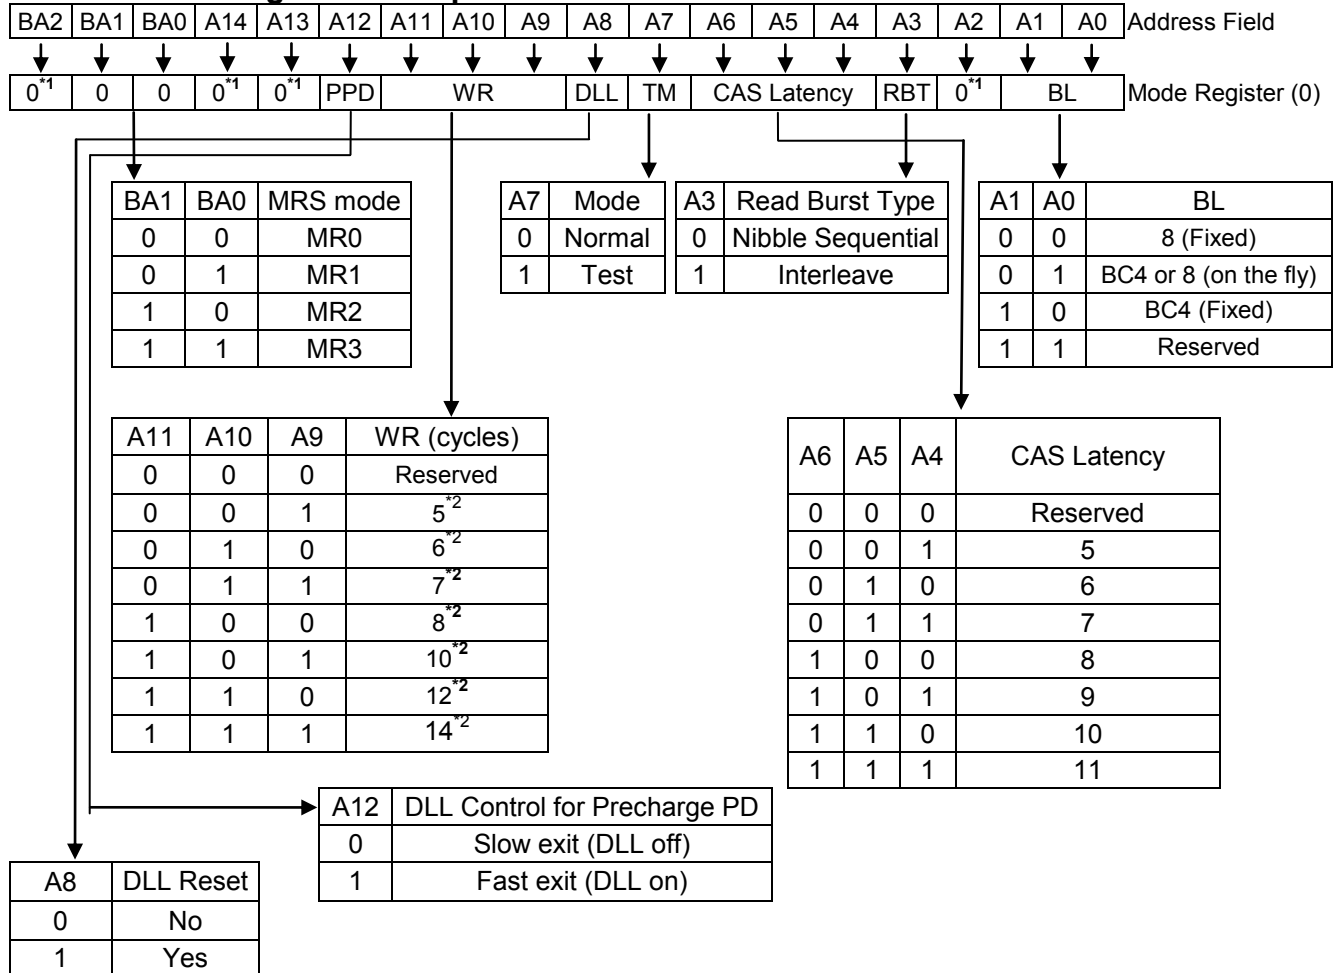 BA2 BA1 BA0 A14 A13 A12 A11 A10 A9 A8 A7 A6 A5 A4 A3 A2 A1 A0 Address Field
0*1 0 0 0*1 0*1 PPD WR DLL TM CAS Latency RBT 0*1 BL Mode Register (0)
BA1 BA0 MRS mode
0 0 MR0
0 1 MR1
1 0 MR2
1 1 MR3
A7 Mode
0 Normal
1 Test
A3 Read Burst Type
0 Nibble Sequential
1 Interleave
A1 A0 BL
0 0 8 (Fixed)
0 1 BC4 or 8 (on the fly)
1 0 BC4 (Fixed)
1 1 Reserved
A11 A10 A9 WR (cycles)
0 0 0 Reserved
0 0 1 5*2
0 1 0 6*2
0 1 1 7*2
1 0 0 8*2
1 0 1 10*2
1 1 0 12*2
1 1 1 14*2
A6 A5 A4 CAS Latency
0 0 0 Reserved
0 0 1 5
0 1 0 6
0 1 1 7
1 0 0 8
1 0 1 9
1 1 0 10
1 1 1 11
A12 DLL Control for Precharge PD
0 Slow exit (DLL off)
1 Fast exit (DLL on)
A8 DLL Reset
0 No
1 Yes